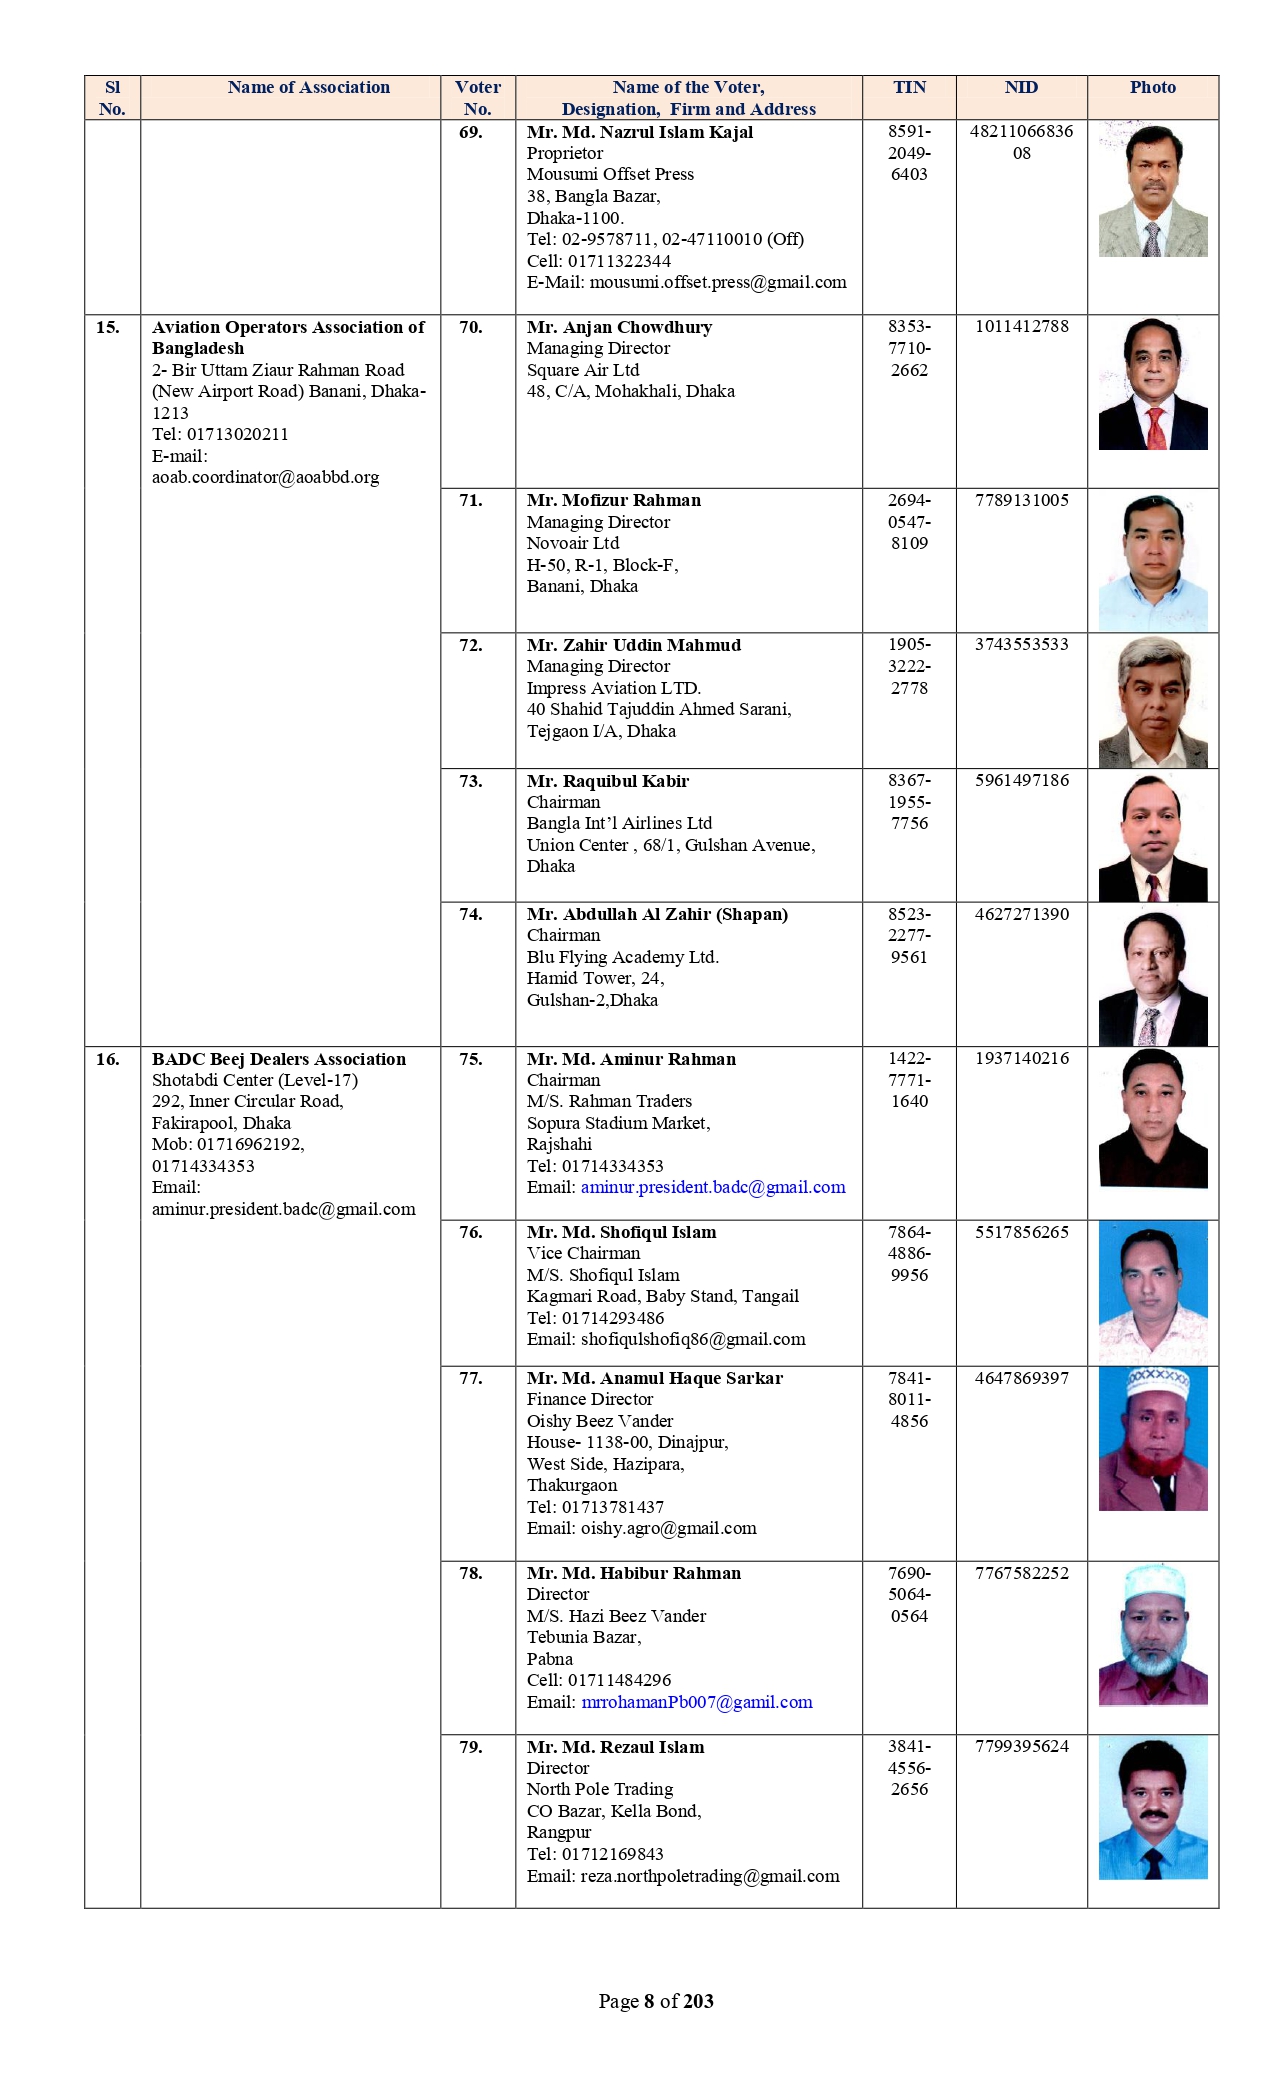 Sl
No.
Name of Association
Voter
No.
Name of the Voter,
Designation, Firm and Address
TIN
NID
Photo
69.
Mr. Md. Nazrul Islam Kajal
Proprietor
Mousumi Offset Press
38, Bangla Bazar,
Dhaka-1100.
Tel: 02-9578711, 02-47110010 (Off)
Cell: 01711322344
E-Mail: mousumi.offset.press@gmail.com
8591-
2049-
6403
48211066836
08
15.
Aviation Operators Association of
Bangladesh
2- Bir Uttam Ziaur Rahman Road
(New Airport Road) Banani, Dhaka-
1213
Tel: 01713020211
E-mail:
aoab.coordinator@aoabbd.org
70.
Mr. Anjan Chowdhury
Managing Director
Square Air Ltd
48, C/A, Mohakhali, Dhaka
8353-
7710-
2662
1011412788
71.
Mr. Mofizur Rahman
Managing Director
Novoair Ltd
H-50, R-1, Block-F,
Banani, Dhaka
2694-
0547-
8109
7789131005
72.
Mr. Zahir Uddin Mahmud
Managing Director
Impress Aviation LTD.
40 Shahid Tajuddin Ahmed Sarani,
Tejgaon I/A, Dhaka
1905-
3222-
2778
3743553533
73.
Mr. Raquibul Kabir
Chairman
Bangla Int’l Airlines Ltd
Union Center , 68/1, Gulshan Avenue,
Dhaka
8367-
1955-
7756
5961497186
74.
Mr. Abdullah Al Zahir (Shapan)
Chairman
Blu Flying Academy Ltd.
Hamid Tower, 24,
Gulshan-2,Dhaka
8523-
2277-
9561
4627271390
16.
BADC Beej Dealers Association
Shotabdi Center (Level-17)
292, Inner Circular Road,
Fakirapool, Dhaka
Mob: 01716962192,
01714334353
Email:
aminur.president.badc@gmail.com
75.
Mr. Md. Aminur Rahman
Chairman
M/S. Rahman Traders
Sopura Stadium Market,
Rajshahi
Tel: 01714334353
Email: aminur.president.badc@gmail.com
1422-
7771-
1640
1937140216
76.
Mr. Md. Shofiqul Islam
Vice Chairman
M/S. Shofiqul Islam
Kagmari Road, Baby Stand, Tangail
Tel: 01714293486
Email: shofiqulshofiq86@gmail.com
7864-
4886-
9956
5517856265
77.
Mr. Md. Anamul Haque Sarkar
Finance Director
Oishy Beez Vander
House- 1138-00, Dinajpur,
West Side, Hazipara,
Thakurgaon
Tel: 01713781437
Email: oishy.agro@gmail.com
7841-
8011-
4856
4647869397
78.
Mr. Md. Habibur Rahman
Director
M/S. Hazi Beez Vander
Tebunia Bazar,
Pabna
Cell: 01711484296
Email: mrrohamanPb007@gamil.com
7690-
5064-
0564
7767582252
79.
Mr. Md. Rezaul Islam
Director
North Pole Trading
CO Bazar, Kella Bond,
Rangpur
Tel: 01712169843
Email: reza.northpoletrading@gmail.com
3841-
4556-
2656
7799395624
Page 8 of 203